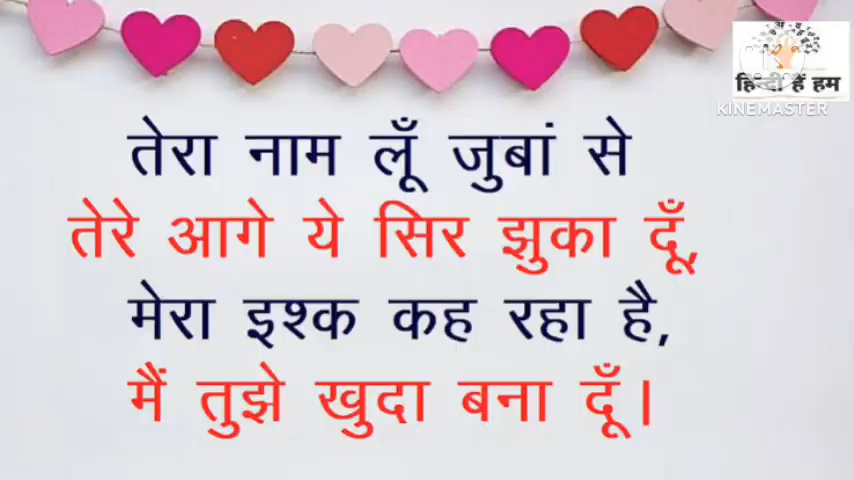 हिन्दी हैं हम
KINEMASTER
तेरा नाम लूँ जुबां से
तेरे आगे ये सिर झुका दूँ,
मेरा इश्क कह रहा है,
मैं तुझे खुदा बना दूँ।